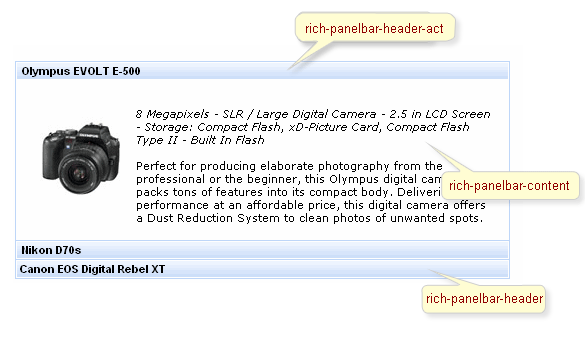 rich-panelbar-header-act
Olympus EVOLT E-500
8 Megapixels - SLR / Large Digital Camera - 2.5 in LCD Screen
- Storage: Compact Flash, xD-Picture Card, Compact Flash
Type II - Built In Flash
Perfect for producing elaborate photography from the
professional or the beginner, this Olympus digital
packs tons of features into its compact body.
performance at an affordable price, this digital camera offers
a Dust Reduction System to clean photos of unwanted spots.
rich-panelbar-content
Nikon D70s
Canon EOS Digital Rebel XT
rich-panelbar-header